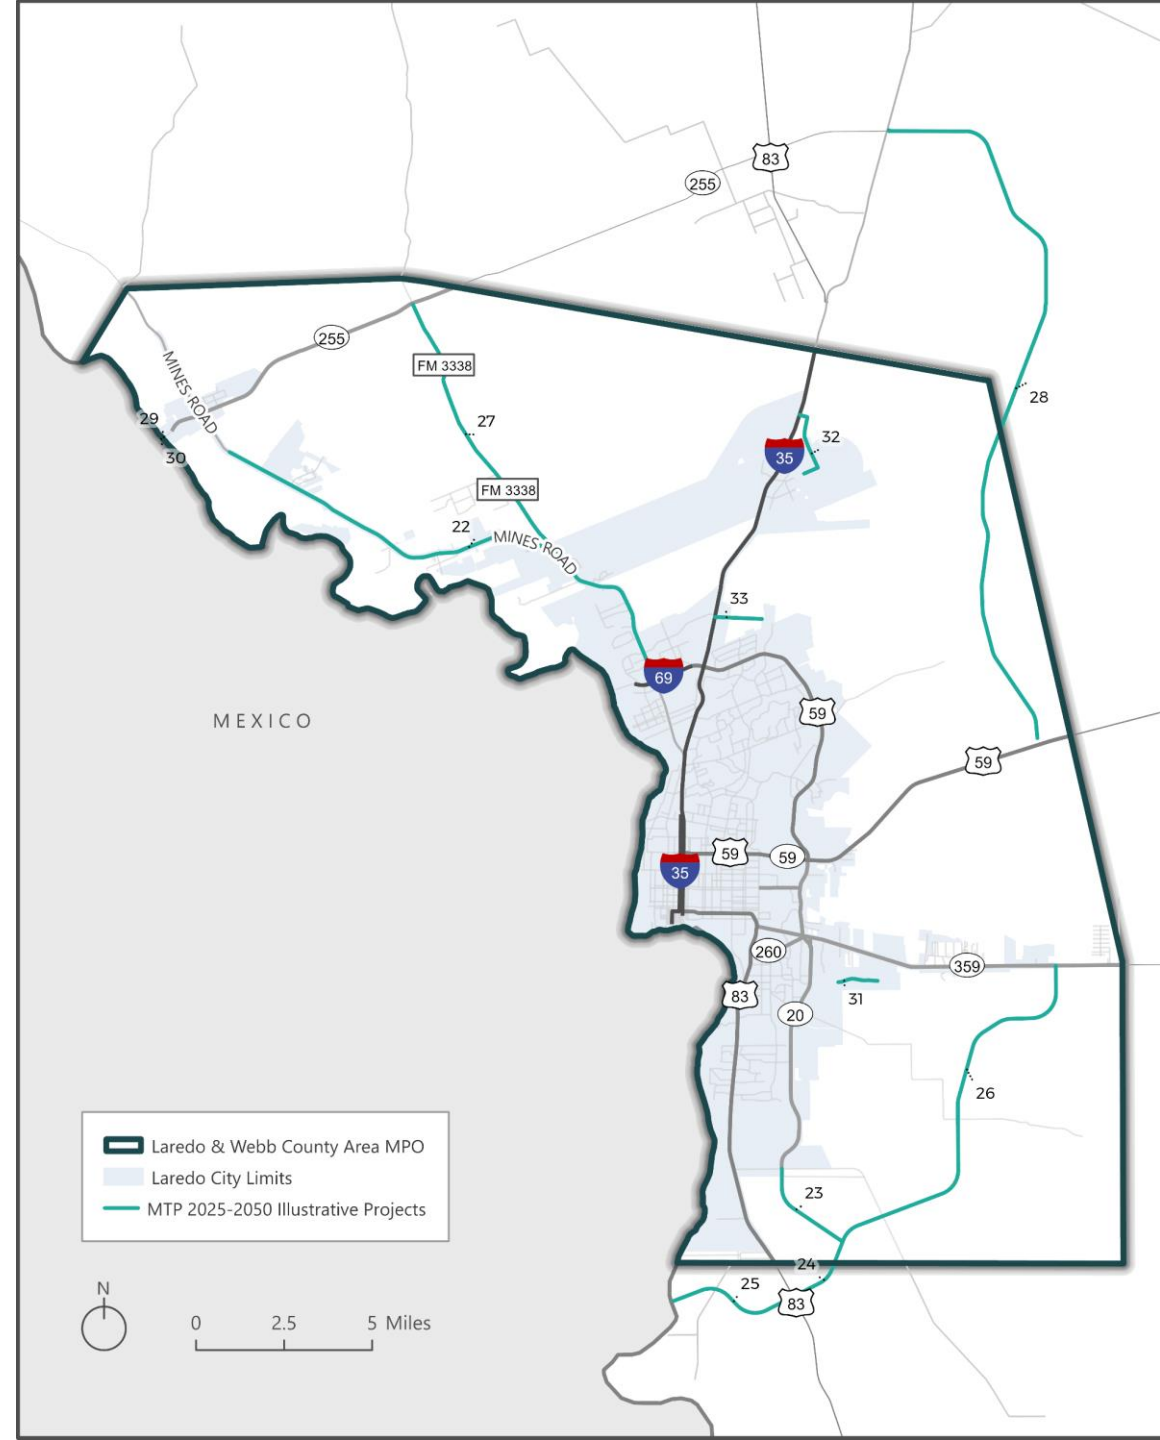 83
255
255
MINES ROAD
FM 3338
28
29
27
32
35
30
FM 3338
22
MINES ROAD
33
69
MEXICO
59
59
59
59
35
260
359
83
31
20
26
Laredo & Webb County Area MPO
Laredo City Limits
MTP 2025-2050 Illustrative Projects
23
24
25
83
N
0 2.5 5 Miles